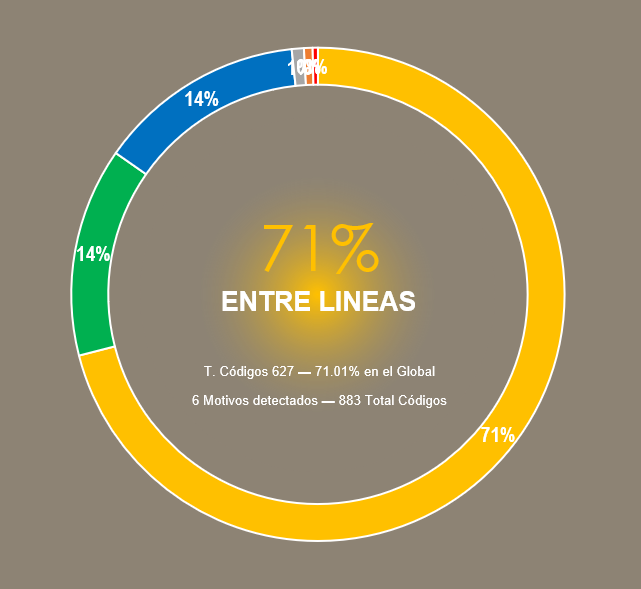 14%
14%
71%
ENTRE LINEAS
T. Códigos 627 — 71.01% en el Global
6 Motivos detectados — 883 Total Códigos
71%